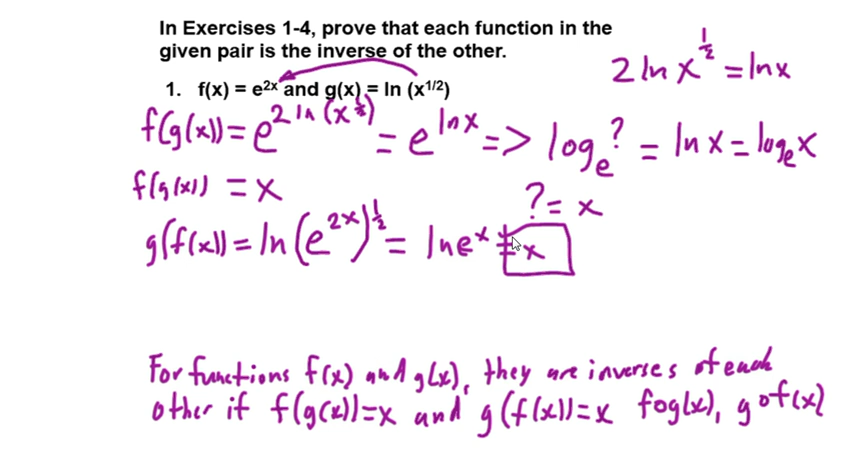 In Exercises 1-4, prove that each function in the
given pair is the inverse of the other.
2 ln x^½ = ln x
1. f(x) = e^2x and g(x) = ln (x^1/2)
f(g(x)) = e^2 ln (x^½) = e^ln x => log_e ? = ln x = log_e x
f(g(x)) = x
? = x
g(f(x)) = ln (e^2x)^½ = ln e^x = x
For functions f(x) and g(x), they are inverses of each
other if f(g(x))=x and g(f(x))=x fog(x), gof(x)